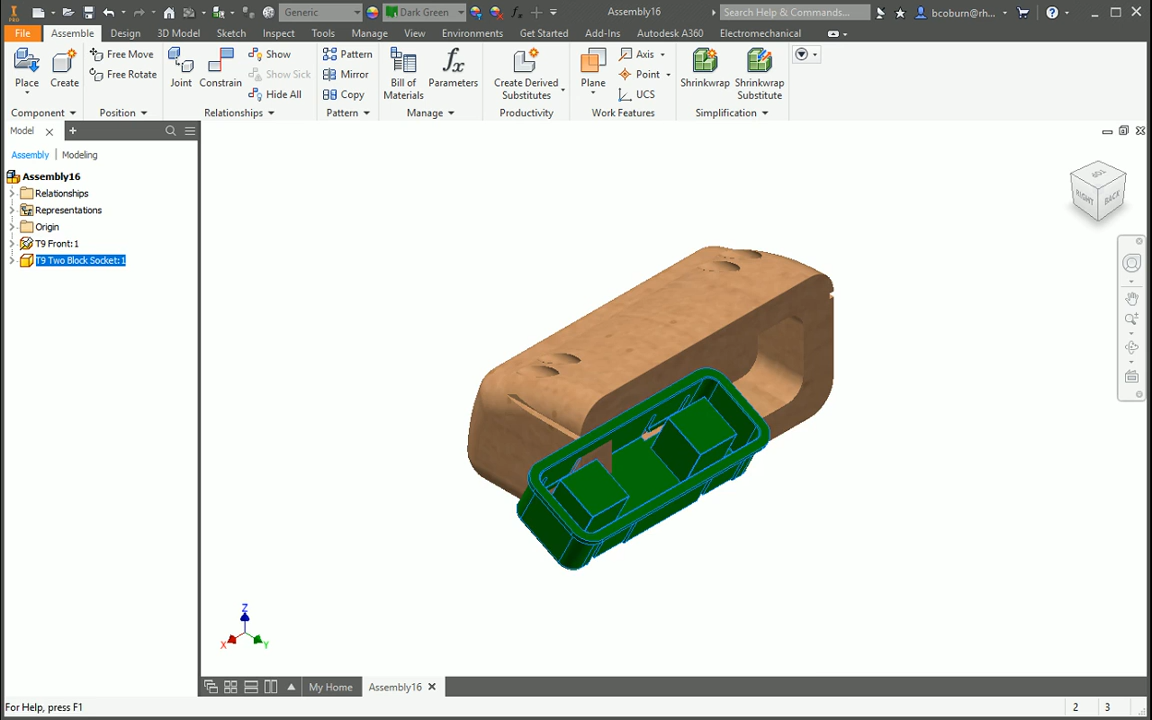 Generic
Dark Green
Assembly16
Search Help & Commands...
bcoburn@rh...
PRO
File
Assemble
Design
3D Model
Sketch
Inspect
Tools
Manage
View
Environments
Get Started
Add-Ins
Autodesk A360
Electromechanical
Place
Create
Free Move
Free Rotate
Joint
Constrain
Show
Show Sick
Hide All
Pattern
Mirror
Copy
Bill of
Materials
Parameters
Create Derived
Substitutes
Plane
Axis
Point
UCS
Shrinkwrap
Shrinkwrap
Substitute
Component
Position
Relationships
Pattern
Manage
Productivity
Work Features
Simplification
Model
Assembly | Modeling
Assembly16
Relationships
Representations
Origin
T9 Front:1
T9 Two Block Socket:1
TOP
RIGHT
BACK
Z
X
Y
My Home
Assembly16
For Help, press F1
2
3